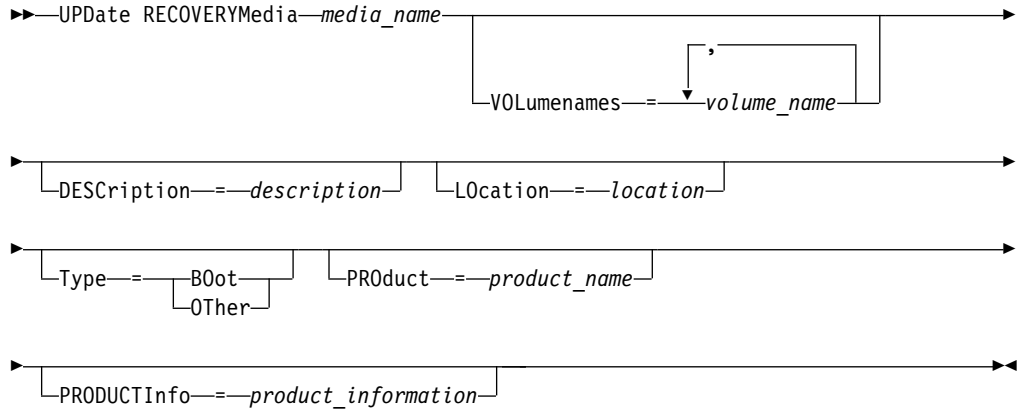 UPDate RECOVERYMedia media_name
,
VOLumenames = volume_name
DESCription = description LOcation = location
Type = BOot PROduct = product_name
OTher
PRODUCTInfo = product_information